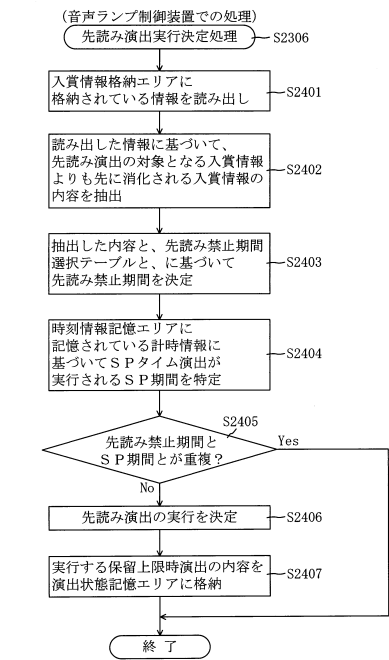 (音声ランプ制御装置での処理)
先読み演出実行決定処理
S2306
入賞情報格納エリアに
格納されている情報を読み出し
S2401
読み出した情報に基づいて、
先読み演出の対象となる入賞情報
よりも先に消化される入賞情報の
内容を抽出
S2402
抽出した内容と、先読み禁止期間
選択テーブルと、に基づいて
先読み禁止期間を決定
S2403
時刻情報記憶エリアに
記憶されている計時情報に
基づいてSPタイム演出が
実行されるSP期間を特定
S2404
S2405
先読み禁止期間と
SP期間とが重複?
Yes
No
先読み演出の実行を決定
S2406
実行する保留上限時演出の内容を
演出状態記憶エリアに格納
S2407
終了